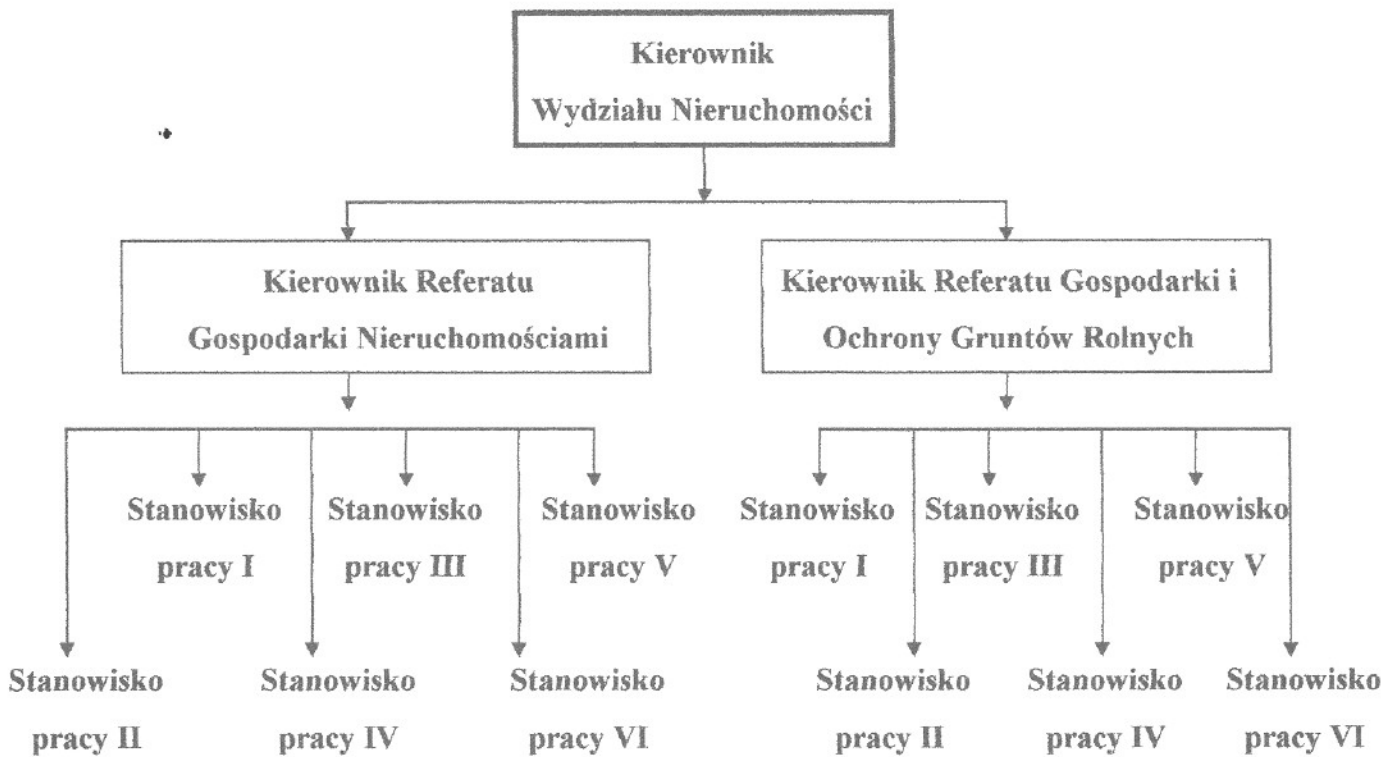 Kierownik
Wydziału Nieruchomości
Kierownik Referatu
Gospodarki Nieruchomościami
Kierownik Referatu Gospodarki i
Ochrony Gruntów Rolnych
Stanowisko
pracy I
Stanowisko
pracy III
Stanowisko
pracy V
Stanowisko
pracy I
Stanowisko
pracy III
Stanowisko
pracy V
Stanowisko
pracy II
Stanowisko
pracy IV
Stanowisko
pracy VI
Stanowisko
pracy II
Stanowisko
pracy IV
Stanowisko
pracy VI